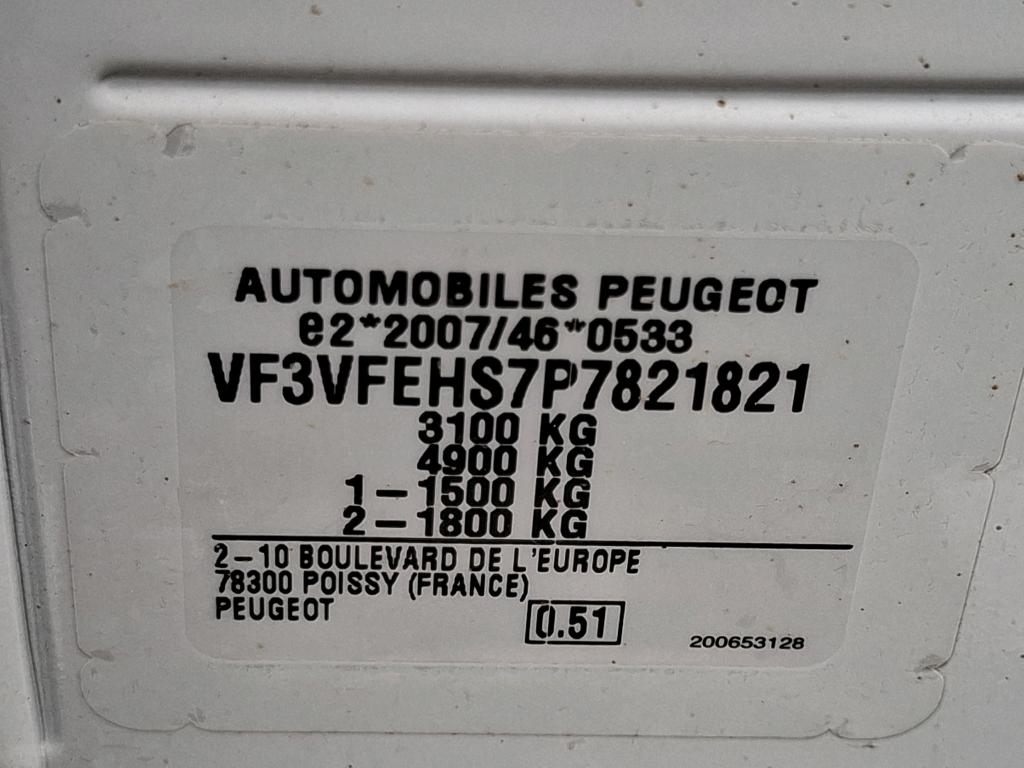 AUTOMOBILES PEUGEOT
e2*2007/46*0533
VF3VFEHS7P7821821
3100 KG
4900 KG
1-1500 KG
2-1800 KG
2-10 BOULEVARD DE L'EUROPE
78300 POISSY (FRANCE)
PEUGEOT
0.51
200653128